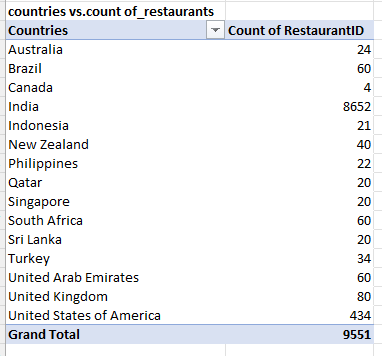 countries vs.count of_restaurants
Countries Count of RestaurantID
Australia 24
Brazil 60
Canada 4
India 8652
Indonesia 21
New Zealand 40
Philippines 22
Qatar 20
Singapore 20
South Africa 60
Sri Lanka 20
Turkey 34
United Arab Emirates 60
United Kingdom 80
United States of America 434
Grand Total 9551